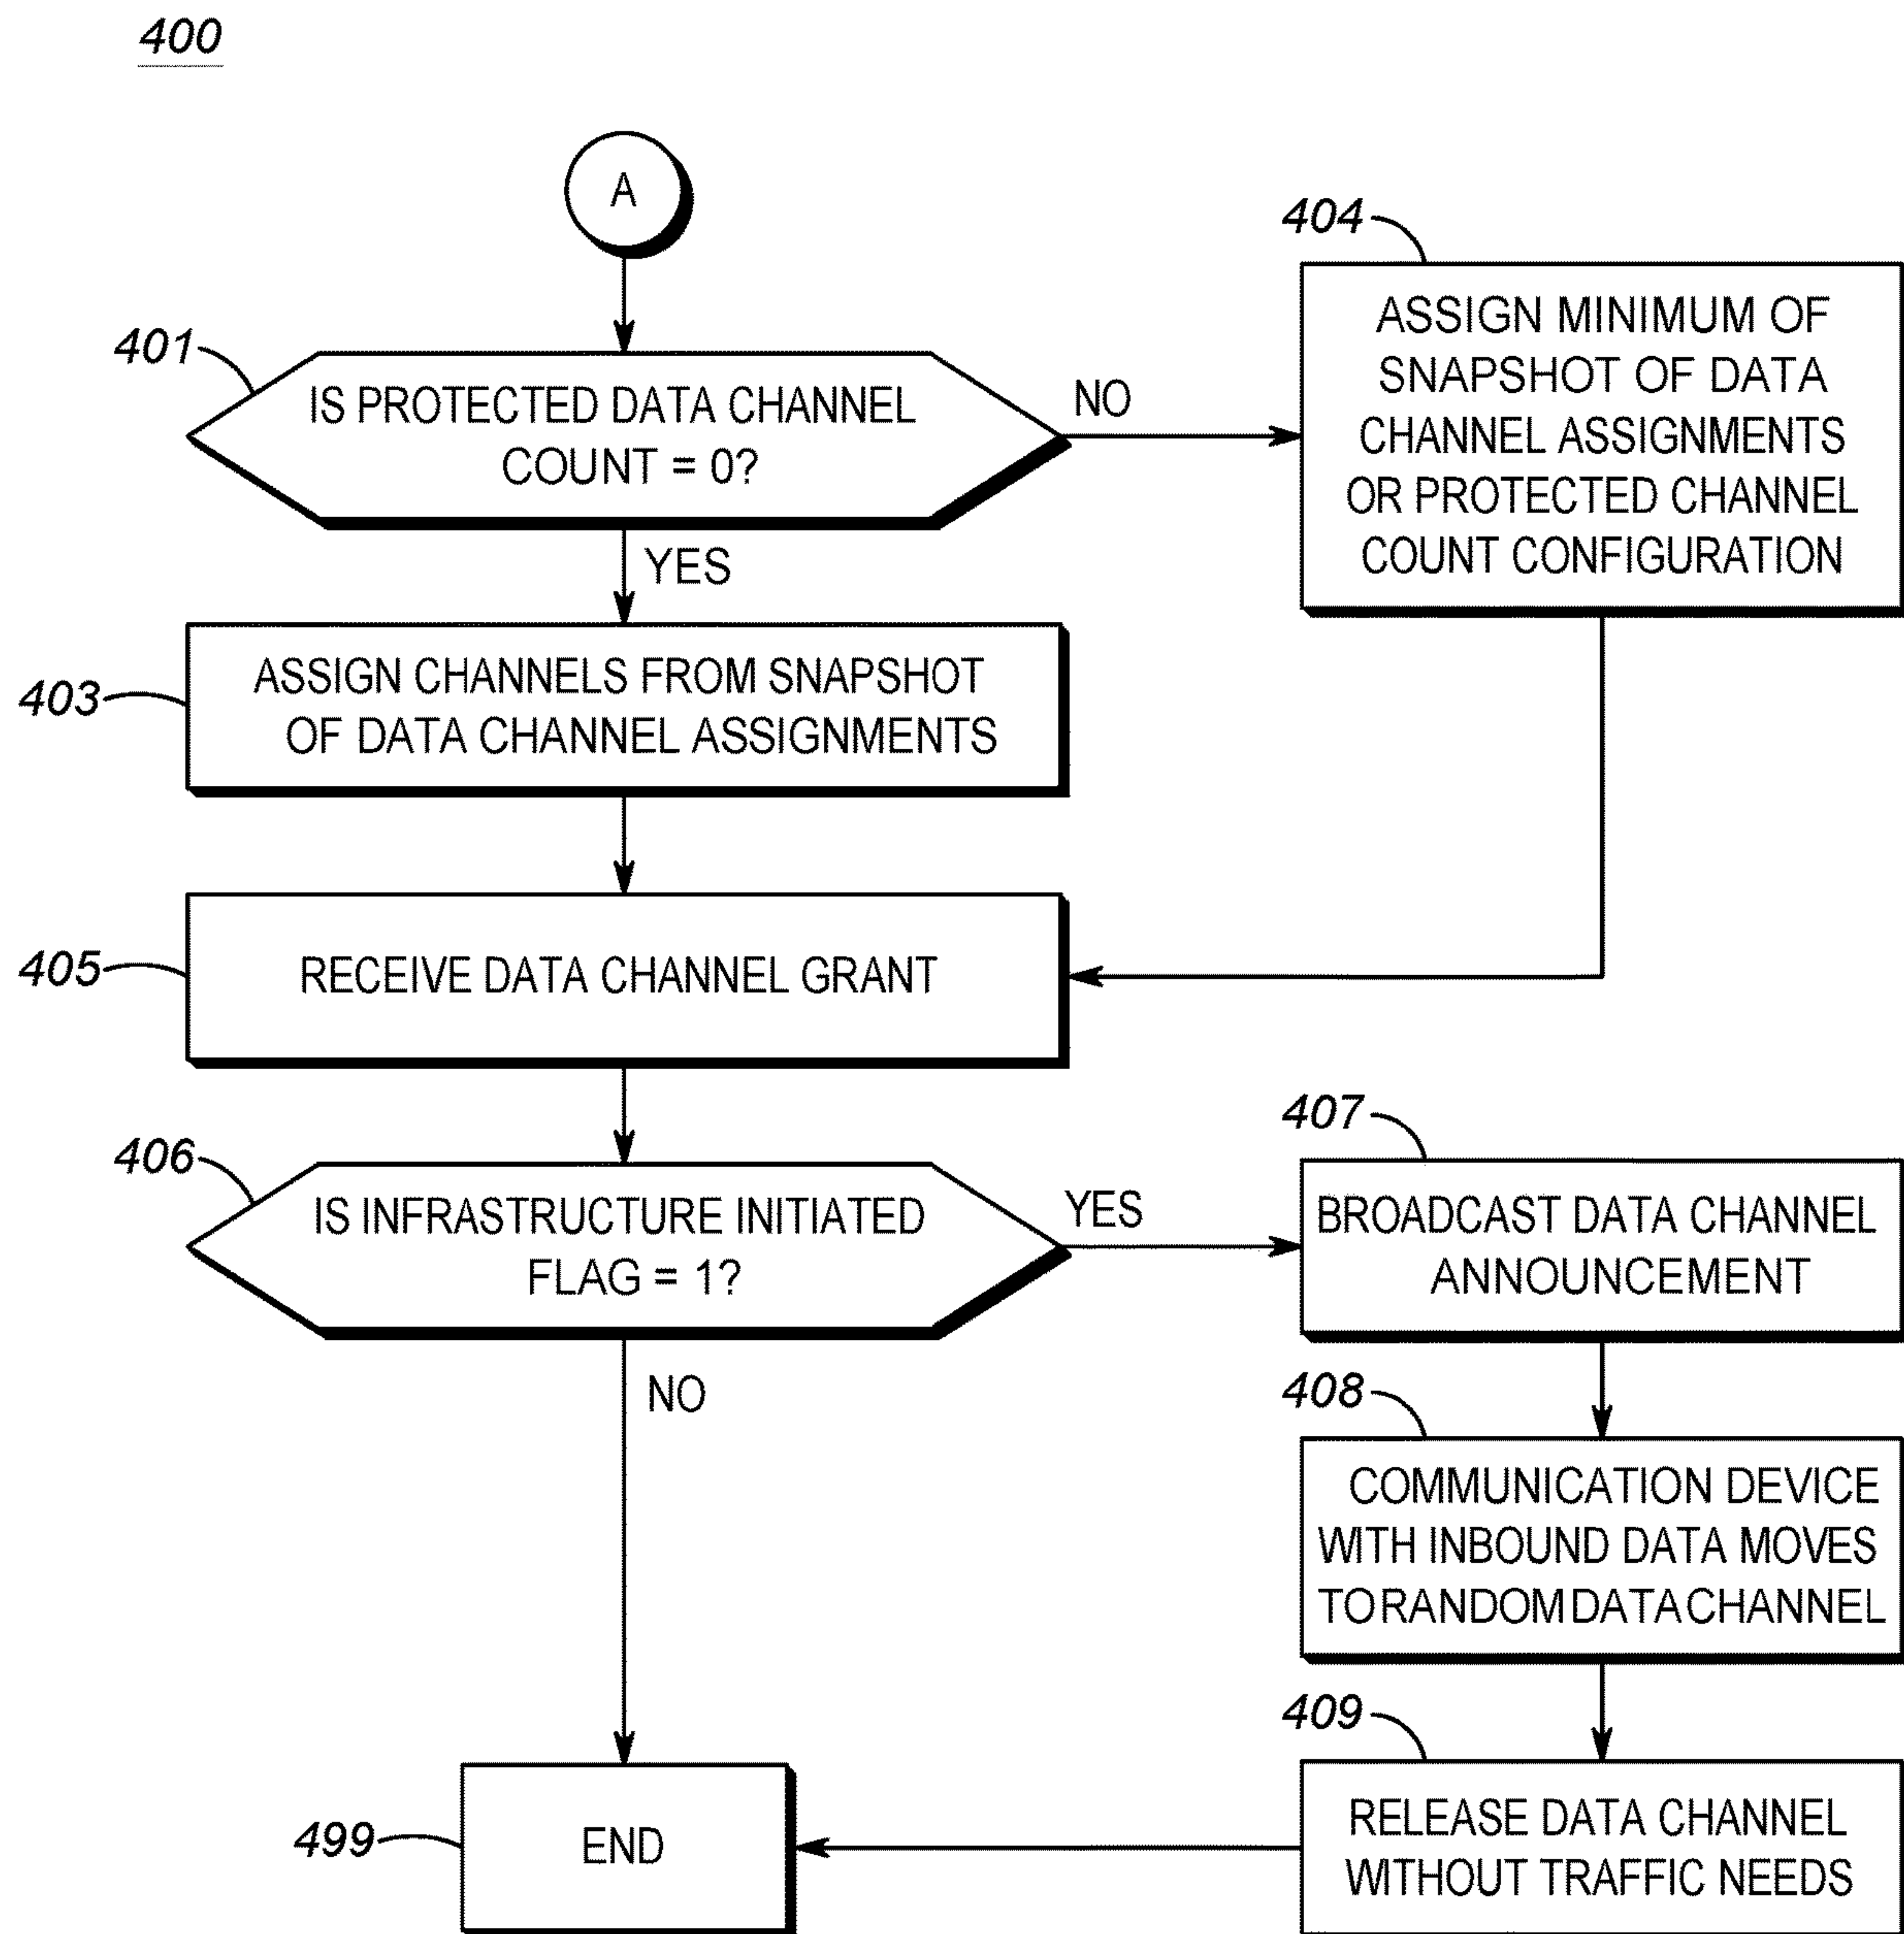 400
A
401
IS PROTECTED DATA CHANNEL
COUNT = 0?
NO
404
ASSIGN MINIMUM OF
SNAPSHOT OF DATA
CHANNEL ASSIGNMENTS
OR PROTECTED CHANNEL
COUNT CONFIGURATION
YES
403
ASSIGN CHANNELS FROM SNAPSHOT
OF DATA CHANNEL ASSIGNMENTS
405
RECEIVE DATA CHANNEL GRANT
406
IS INFRASTRUCTURE INITIATED
FLAG = 1?
YES
407
BROADCAST DATA CHANNEL
ANNOUNCEMENT
NO
408
COMMUNICATION DEVICE
WITH INBOUND DATA MOVES
TO RANDOM DATA CHANNEL
409
RELEASE DATA CHANNEL
WITHOUT TRAFFIC NEEDS
499
END